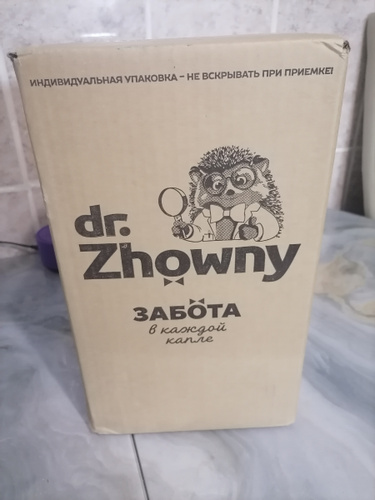 ИНДИВИДУАЛЬНАЯ УПАКОВКА – НЕ ВСКРЫВАТЬ ПРИ ПРИЕМКЕ!
dr.
Zhowny
ЗАБОТА
в каждой
капле